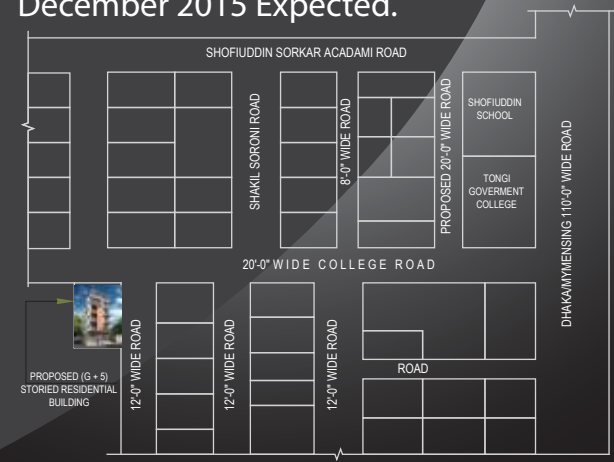 December 2015 Expected.
SHOFIUDDIN SORKAR ACADAMI ROAD
SHAKIL SORONI ROAD
8'-0" WIDE ROAD
PROPOSED 20'-0" WIDE ROAD
SHOFIUDDIN
SCHOOL
TONGI
GOVERMENT
COLLEGE
DHAKA/MYMENSING 110'-0" WIDE ROAD
20'-0" WIDE COLLEGE ROAD
PROPOSED (G + 5)
STORIED RESIDENTIAL
BUILDING
12'-0" WIDE ROAD
12'-0" WIDE ROAD
12'-0" WIDE ROAD
ROAD